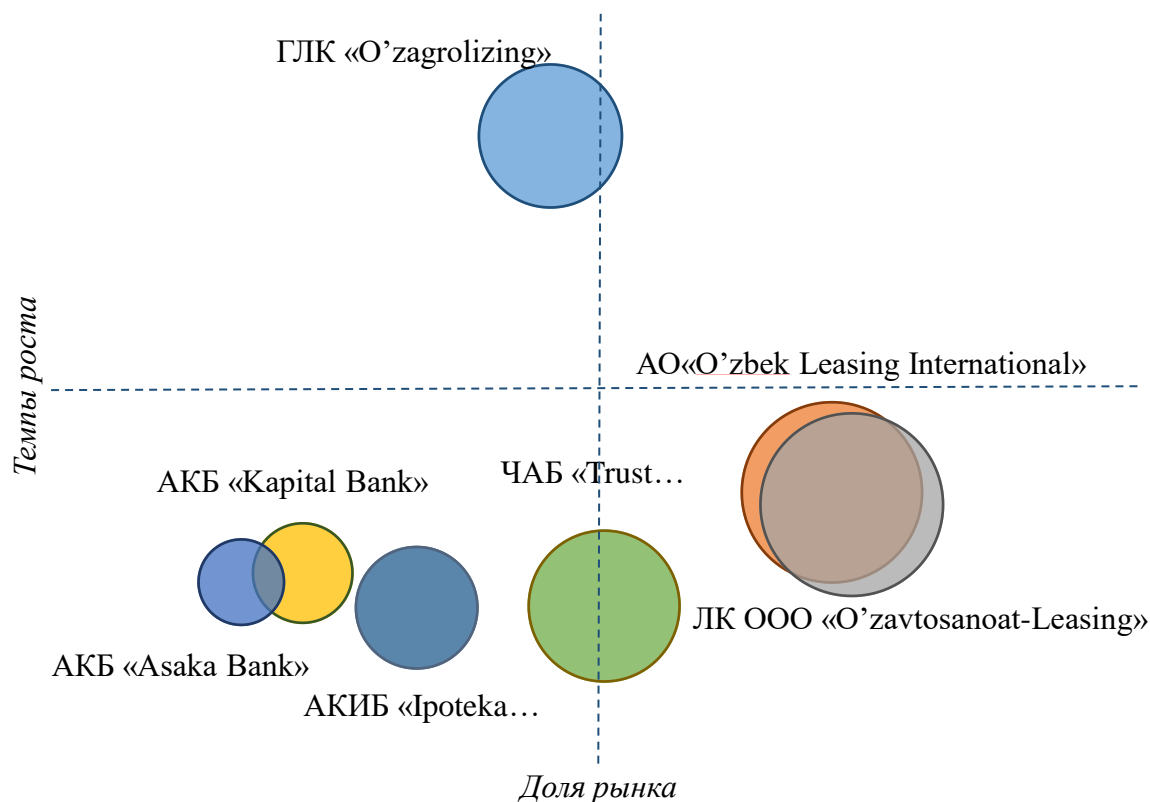 ГЛК «O’zagrolizing»
Темпы роста
АО«O’zbek Leasing International»
АКБ «Kapital Bank»
ЧАБ «Trust…
ЛК ООО «O’zavtosanoat-Leasing»
АКБ «Asaka Bank»
АКИБ «Ipoteka…
Доля рынка